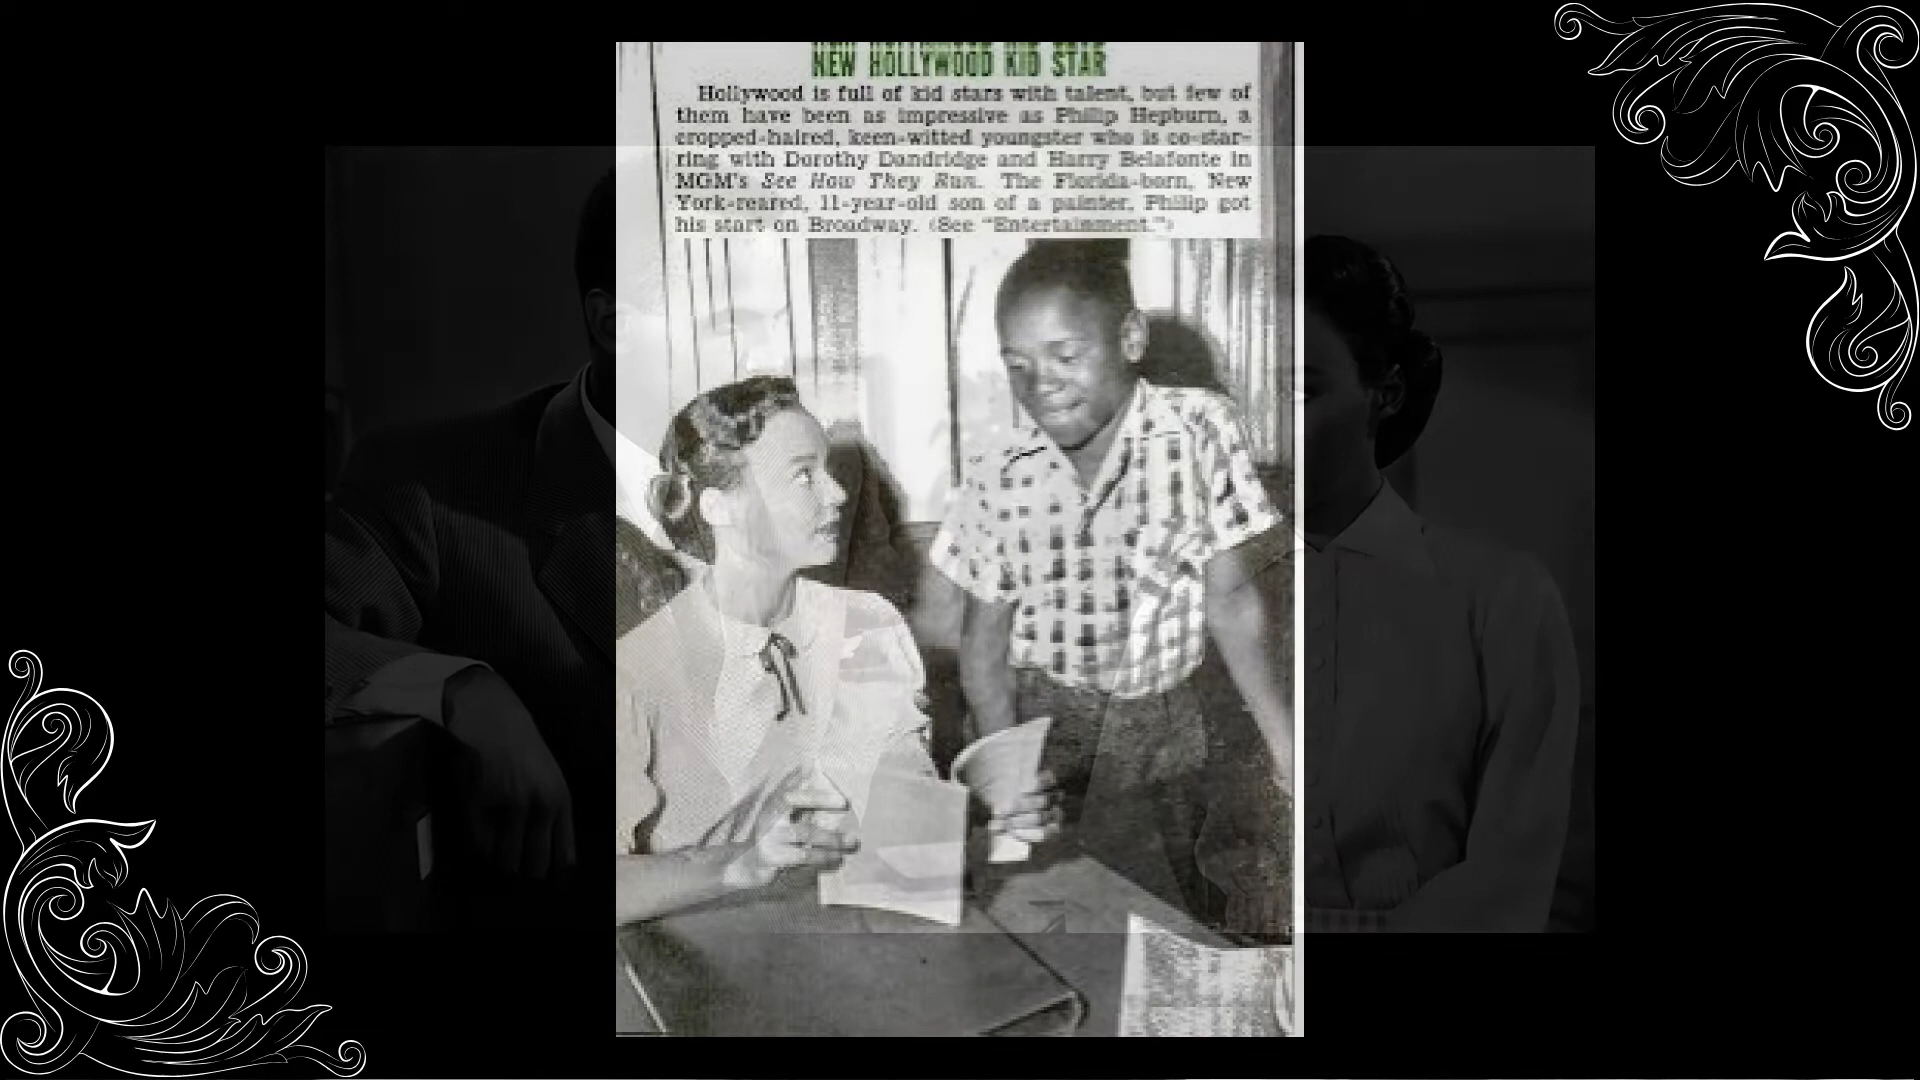 NEW HOLLYWOOD KID STAR
Hollywood is full of kid stars with talent, but few of
them have been as impressive as Philip Hepburn, a
cropped-haired, keen-witted youngster who is co-star-
ring with Dorothy Dandridge and Harry Belafonte in
MGM's See How They Run. The Florida-born, New
York-reared, 11-year-old son of a painter, Philip got
his start on Broadway. (See "Entertainment.")